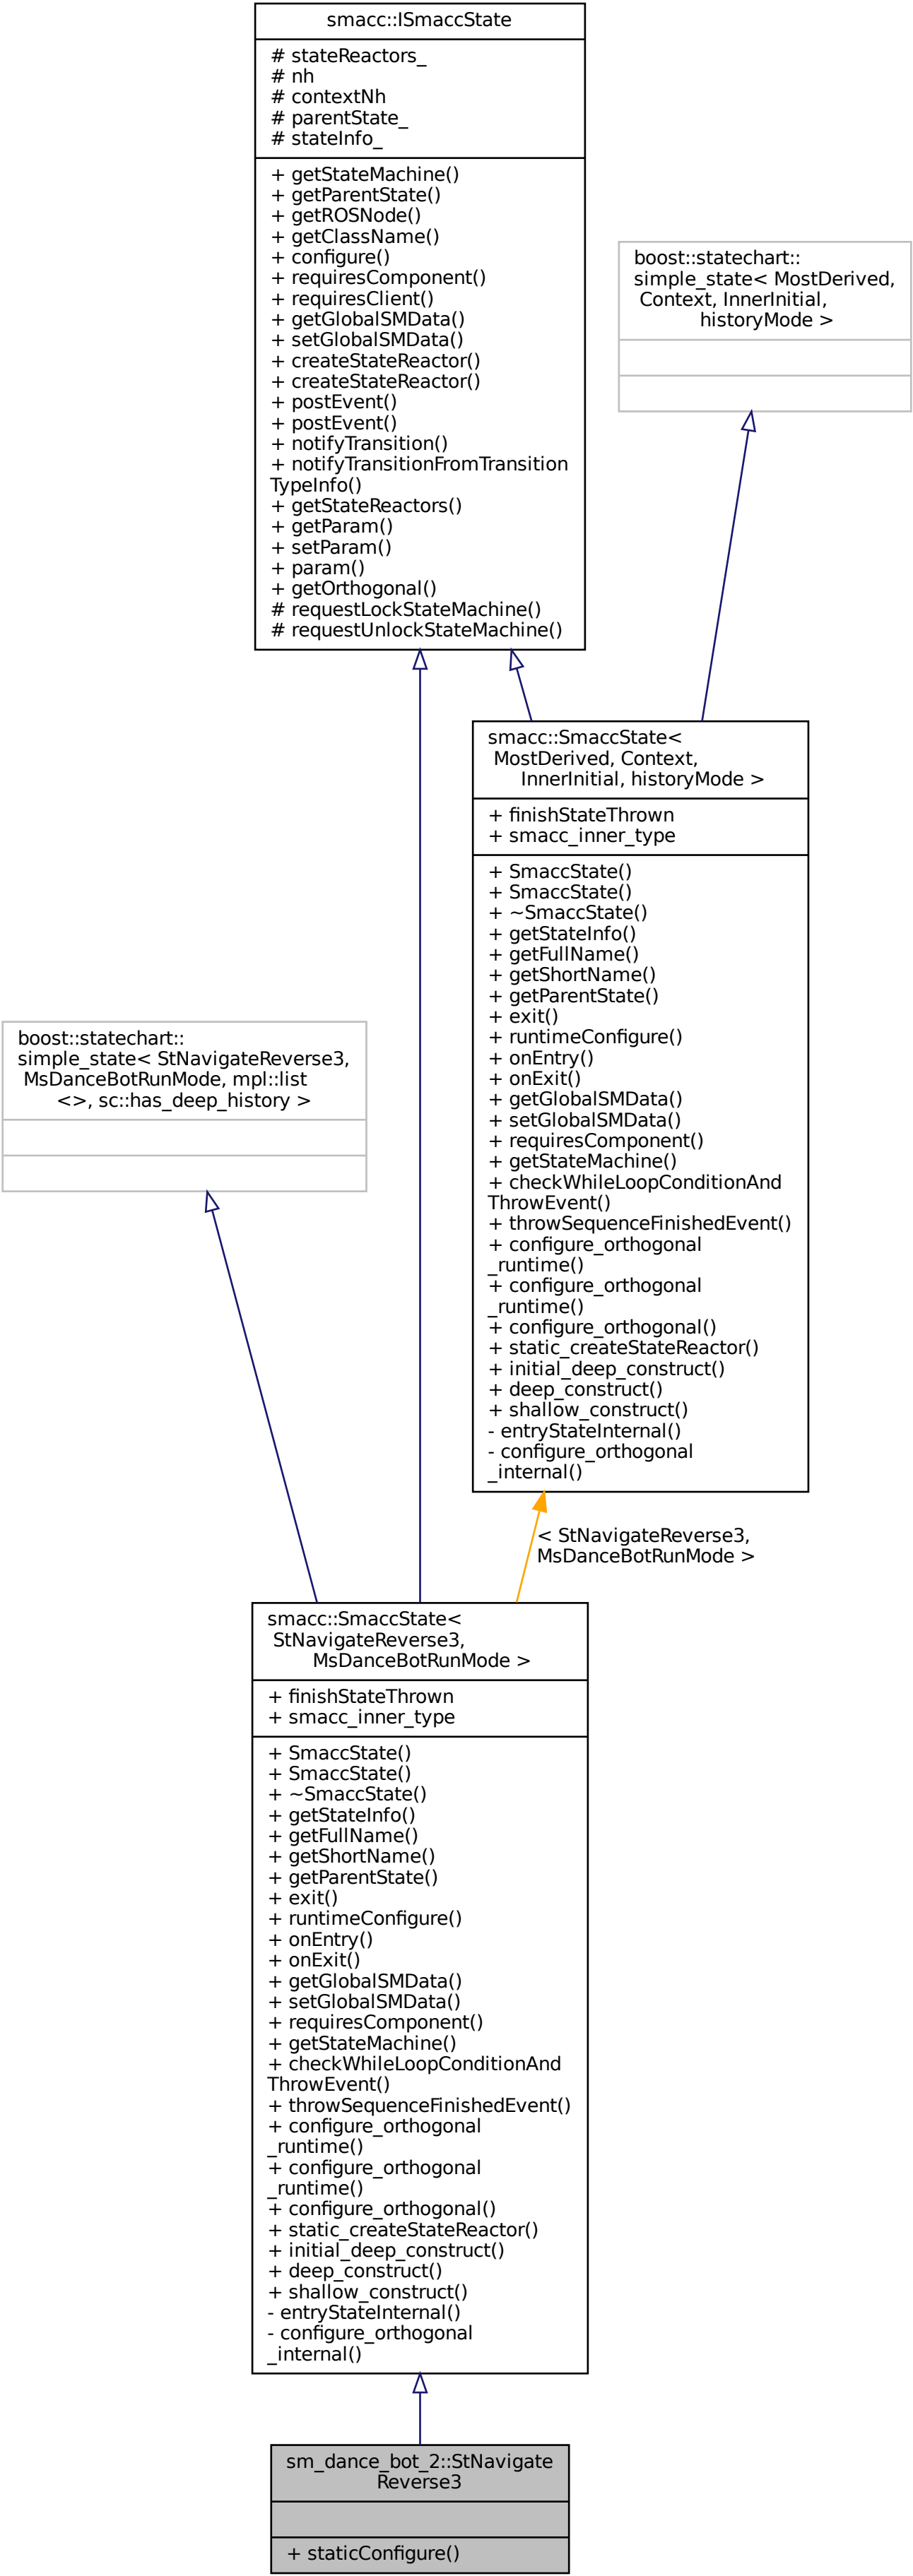 smacc::ISmaccState
# stateReactors_
# nh
# contextNh
# parentState_
# stateInfo_
+ getStateMachine()
+ getParentState()
+ getROSNode()
+ getClassName()
+ configure()
+ requiresComponent()
+ requiresClient()
+ getGlobalSMData()
+ setGlobalSMData()
+ createStateReactor()
+ createStateReactor()
+ postEvent()
+ postEvent()
+ notifyTransition()
+ notifyTransitionFromTransition
TypeInfo()
+ getStateReactors()
+ getParam()
+ setParam()
+ param()
+ getOrthogonal()
# requestLockStateMachine()
# requestUnlockStateMachine()
boost::statechart::
simple_state< MostDerived,
Context, InnerInitial,
historyMode >
smacc::SmaccState<
MostDerived, Context,
InnerInitial, historyMode >
+ finishStateThrown
+ smacc_inner_type
+ SmaccState()
+ SmaccState()
+ ~SmaccState()
+ getStateInfo()
+ getFullName()
+ getShortName()
+ getParentState()
+ exit()
+ runtimeConfigure()
+ onEntry()
+ onExit()
+ getGlobalSMData()
+ setGlobalSMData()
+ requiresComponent()
+ getStateMachine()
+ checkWhileLoopConditionAnd
ThrowEvent()
+ throwSequenceFinishedEvent()
+ configure_orthogonal
_runtime()
+ configure_orthogonal
_runtime()
+ configure_orthogonal()
+ static_createStateReactor()
+ initial_deep_construct()
+ deep_construct()
+ shallow_construct()
- entryStateInternal()
- configure_orthogonal
_internal()
boost::statechart::
simple_state< StNavigateReverse3,
MsDanceBotRunMode, mpl::list
<>, sc::has_deep_history >
< StNavigateReverse3,
MsDanceBotRunMode >
smacc::SmaccState<
StNavigateReverse3,
MsDanceBotRunMode >
+ finishStateThrown
+ smacc_inner_type
+ SmaccState()
+ SmaccState()
+ ~SmaccState()
+ getStateInfo()
+ getFullName()
+ getShortName()
+ getParentState()
+ exit()
+ runtimeConfigure()
+ onEntry()
+ onExit()
+ getGlobalSMData()
+ setGlobalSMData()
+ requiresComponent()
+ getStateMachine()
+ checkWhileLoopConditionAnd
ThrowEvent()
+ throwSequenceFinishedEvent()
+ configure_orthogonal
_runtime()
+ configure_orthogonal
_runtime()
+ configure_orthogonal()
+ static_createStateReactor()
+ initial_deep_construct()
+ deep_construct()
+ shallow_construct()
- entryStateInternal()
- configure_orthogonal
_internal()
sm_dance_bot_2::StNavigate
Reverse3
+ staticConfigure()